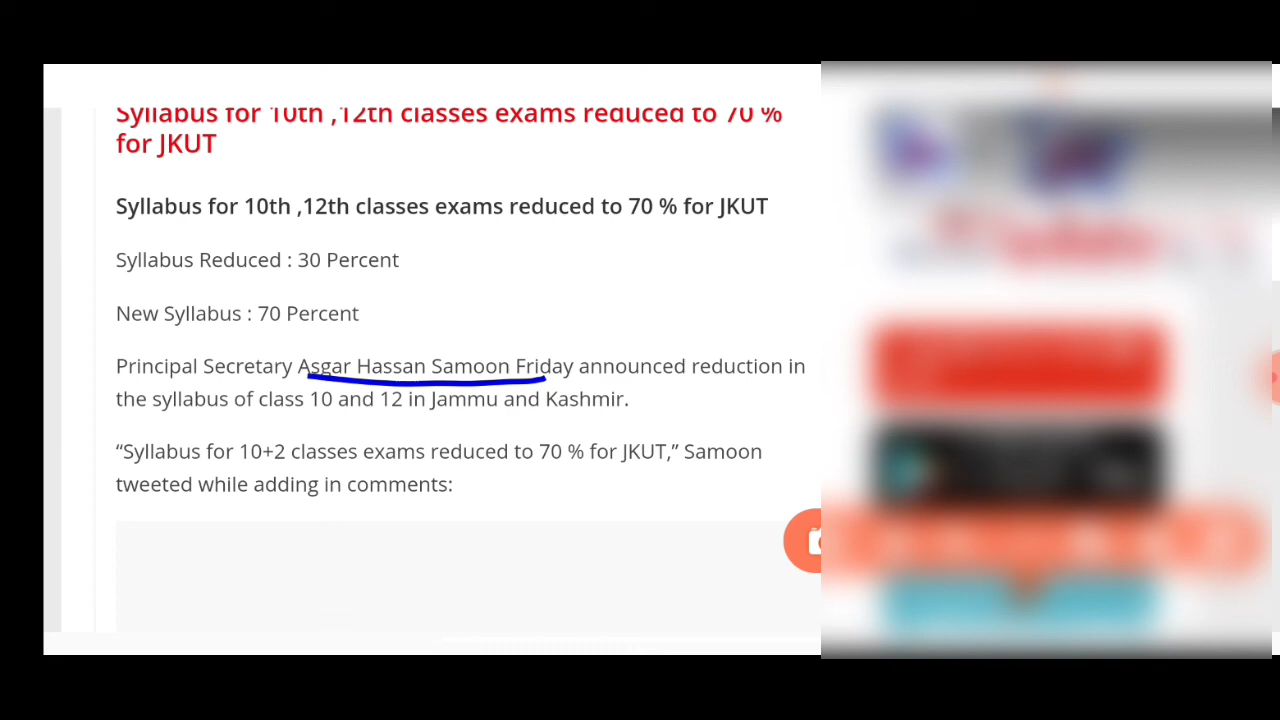 Syllabus for 10th ,12th classes exams reduced to 70 %
for JKUT
Syllabus for 10th ,12th classes exams reduced to 70 % for JKUT
Syllabus Reduced : 30 Percent
New Syllabus : 70 Percent
Principal Secretary Asgar Hassan Samoon Friday announced reduction in
the syllabus of class 10 and 12 in Jammu and Kashmir.
“Syllabus for 10+2 classes exams reduced to 70 % for JKUT,” Samoon
tweeted while adding in comments: